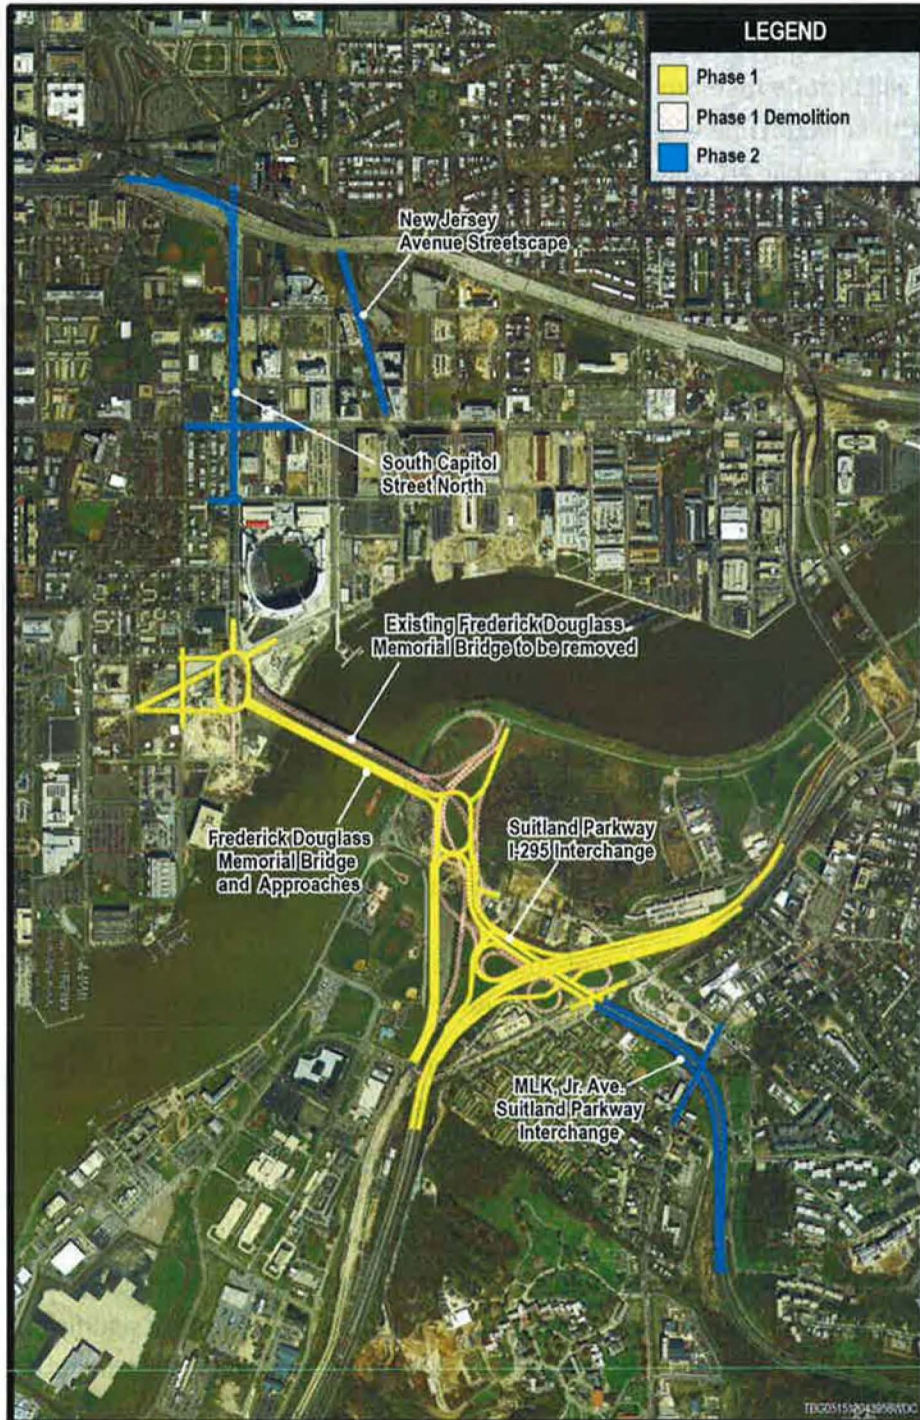 LEGEND
Phase 1
Phase 1 Demolition
Phase 2
New Jersey
Avenue Streetscape
South Capitol
Street North
Existing Frederick Douglass
Memorial Bridge to be removed
Frederick Douglass
Memorial Bridge
and Approaches
Suitland Parkway
I-295 Interchange
MLK, Jr. Ave.
Suitland Parkway
Interchange